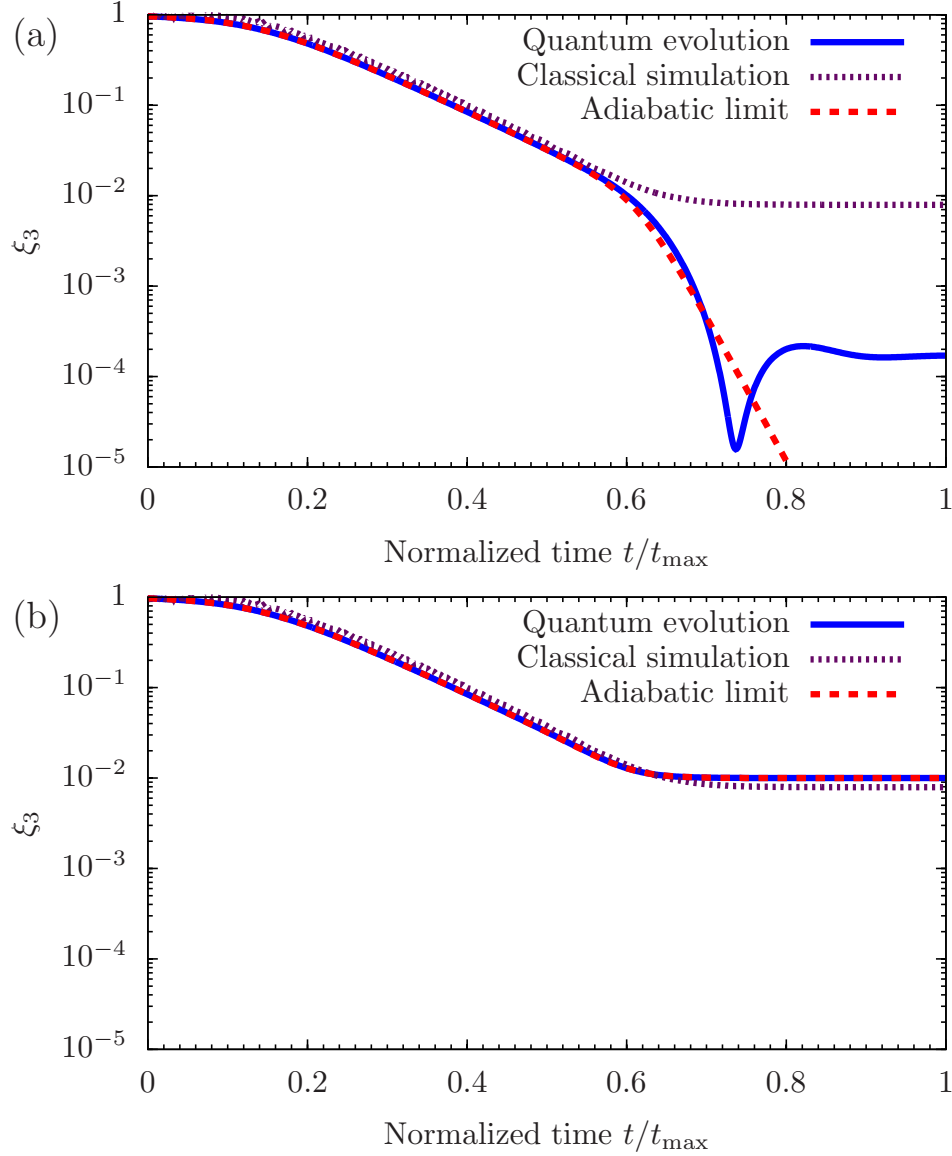 (a)
Quantum evolution
Classical simulation
Adiabatic limit
1
10⁻¹
10⁻²
10⁻³
10⁻⁴
10⁻⁵
ξ₃
0 0.2 0.4 0.6 0.8 1
Normalized time t/t_max
(b)
Quantum evolution
Classical simulation
Adiabatic limit
1
10⁻¹
10⁻²
10⁻³
10⁻⁴
10⁻⁵
ξ₃
0 0.2 0.4 0.6 0.8 1
Normalized time t/t_max